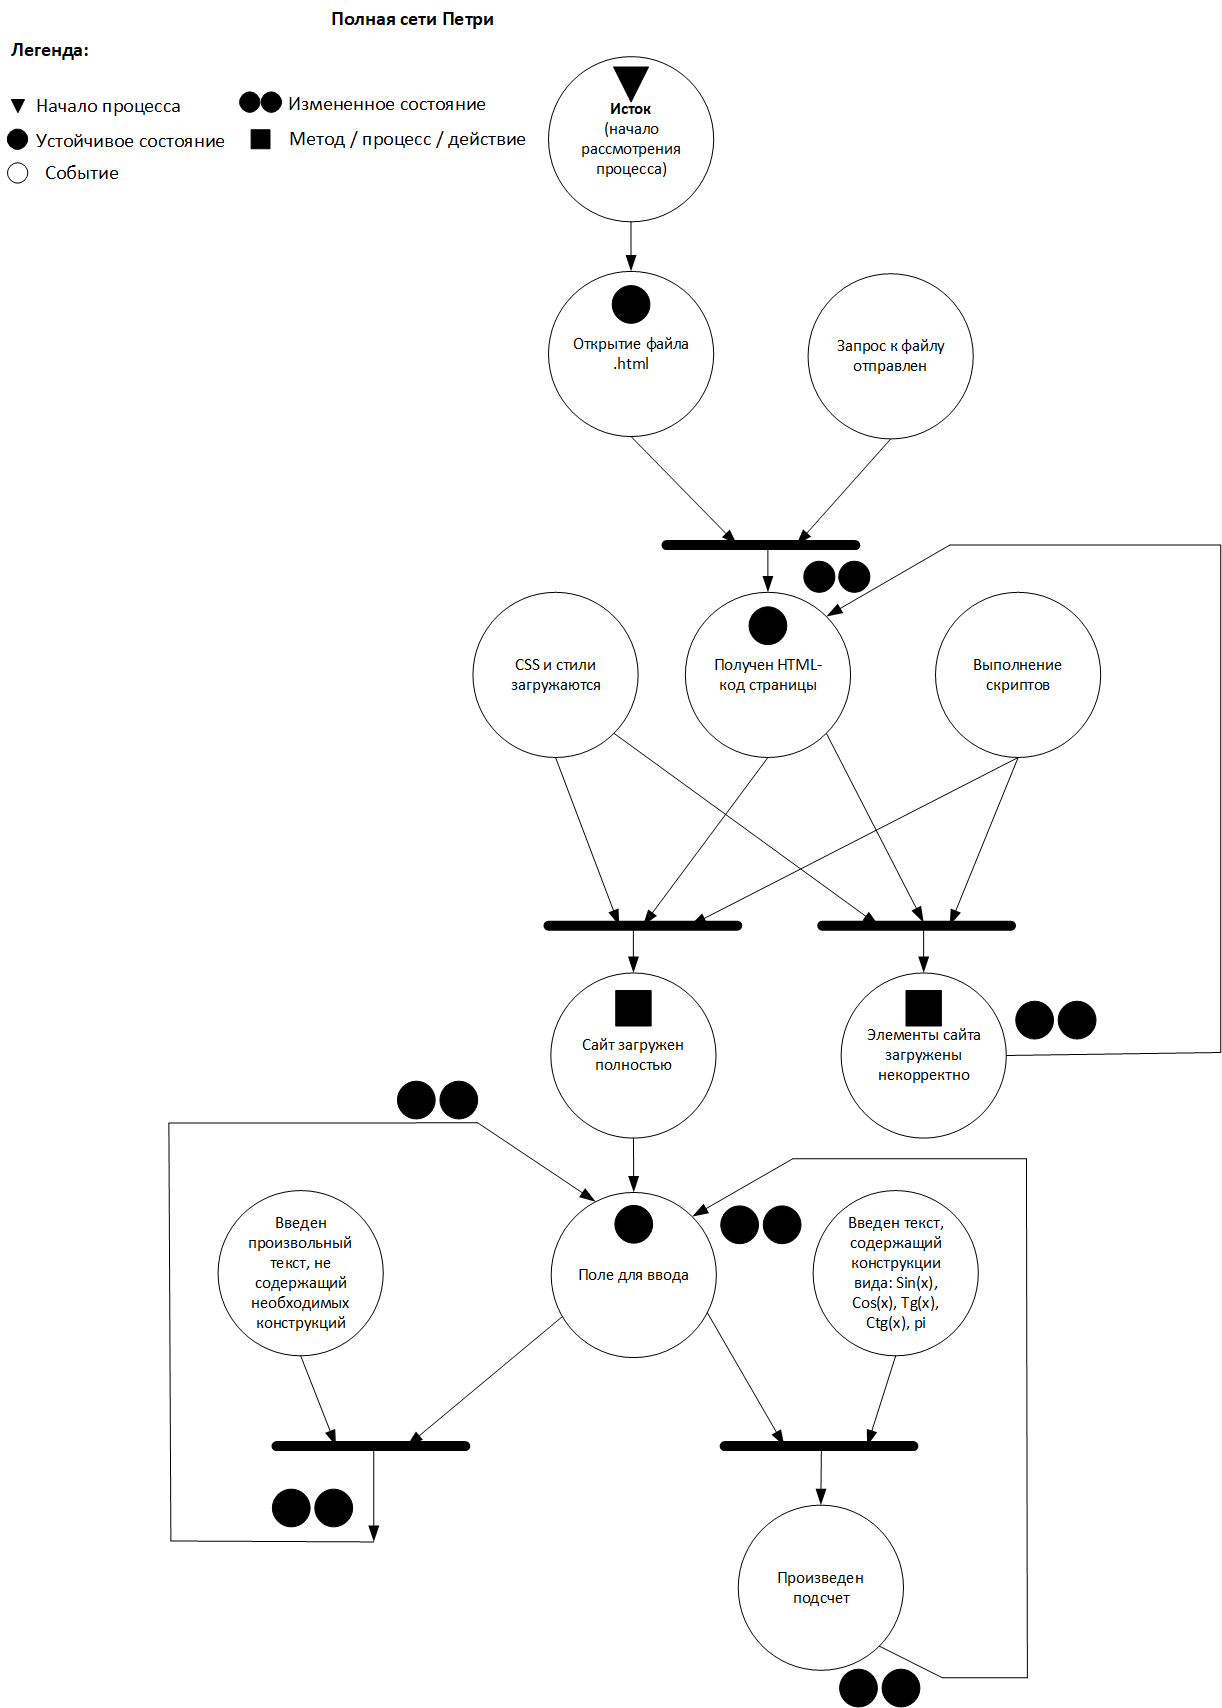 Полная сети Петри
Легенда:
Начало процесса
Измененное состояние
Устойчивое состояние
Метод / процесс / действие
Событие
Исток
(начало
рассмотрения
процесса)
Открытие файла
.html
Запрос к файлу
отправлен
CSS и стили
загружаются
Получен HTML-
код страницы
Выполнение
скриптов
Сайт загружен
полностью
Элементы сайта
загружены
некорректно
Введен
произвольный
текст, не
содержащий
необходимых
конструкций
Поле для ввода
Введен текст,
содержащий
конструкции
вида: Sin(x),
Cos(x), Tg(x),
Ctg(x), pi
Произведен
подсчет